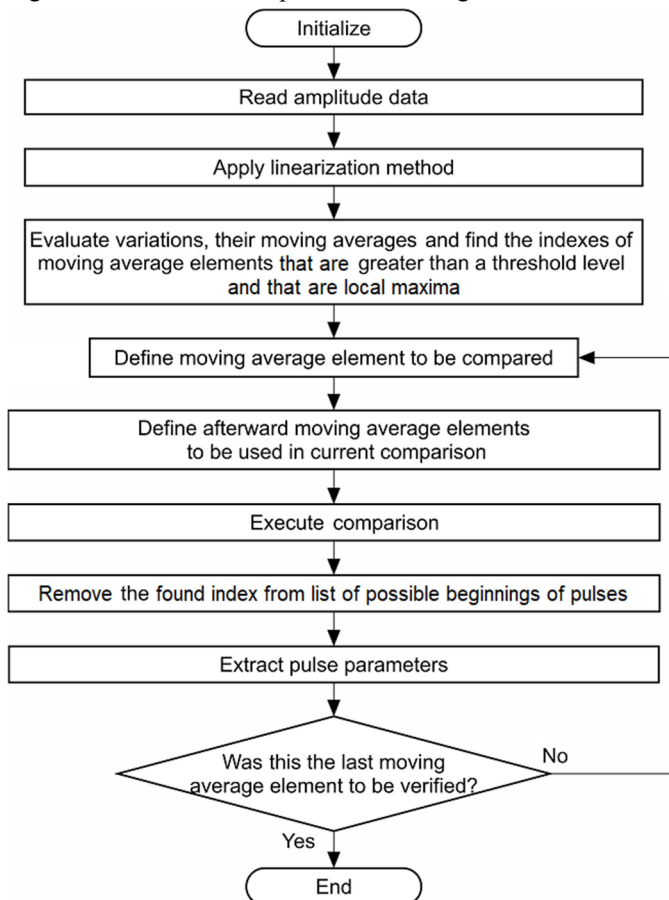 Initialize
Read amplitude data
Apply linearization method
Evaluate variations, their moving averages and find the indexes of
moving average elements that are greater than a threshold level
and that are local maxima
Define moving average element to be compared
Define afterward moving average elements
to be used in current comparison
Execute comparison
Remove the found index from list of possible beginnings of pulses
Extract pulse parameters
Was this the last moving
average element to be verified?
No
Yes
End